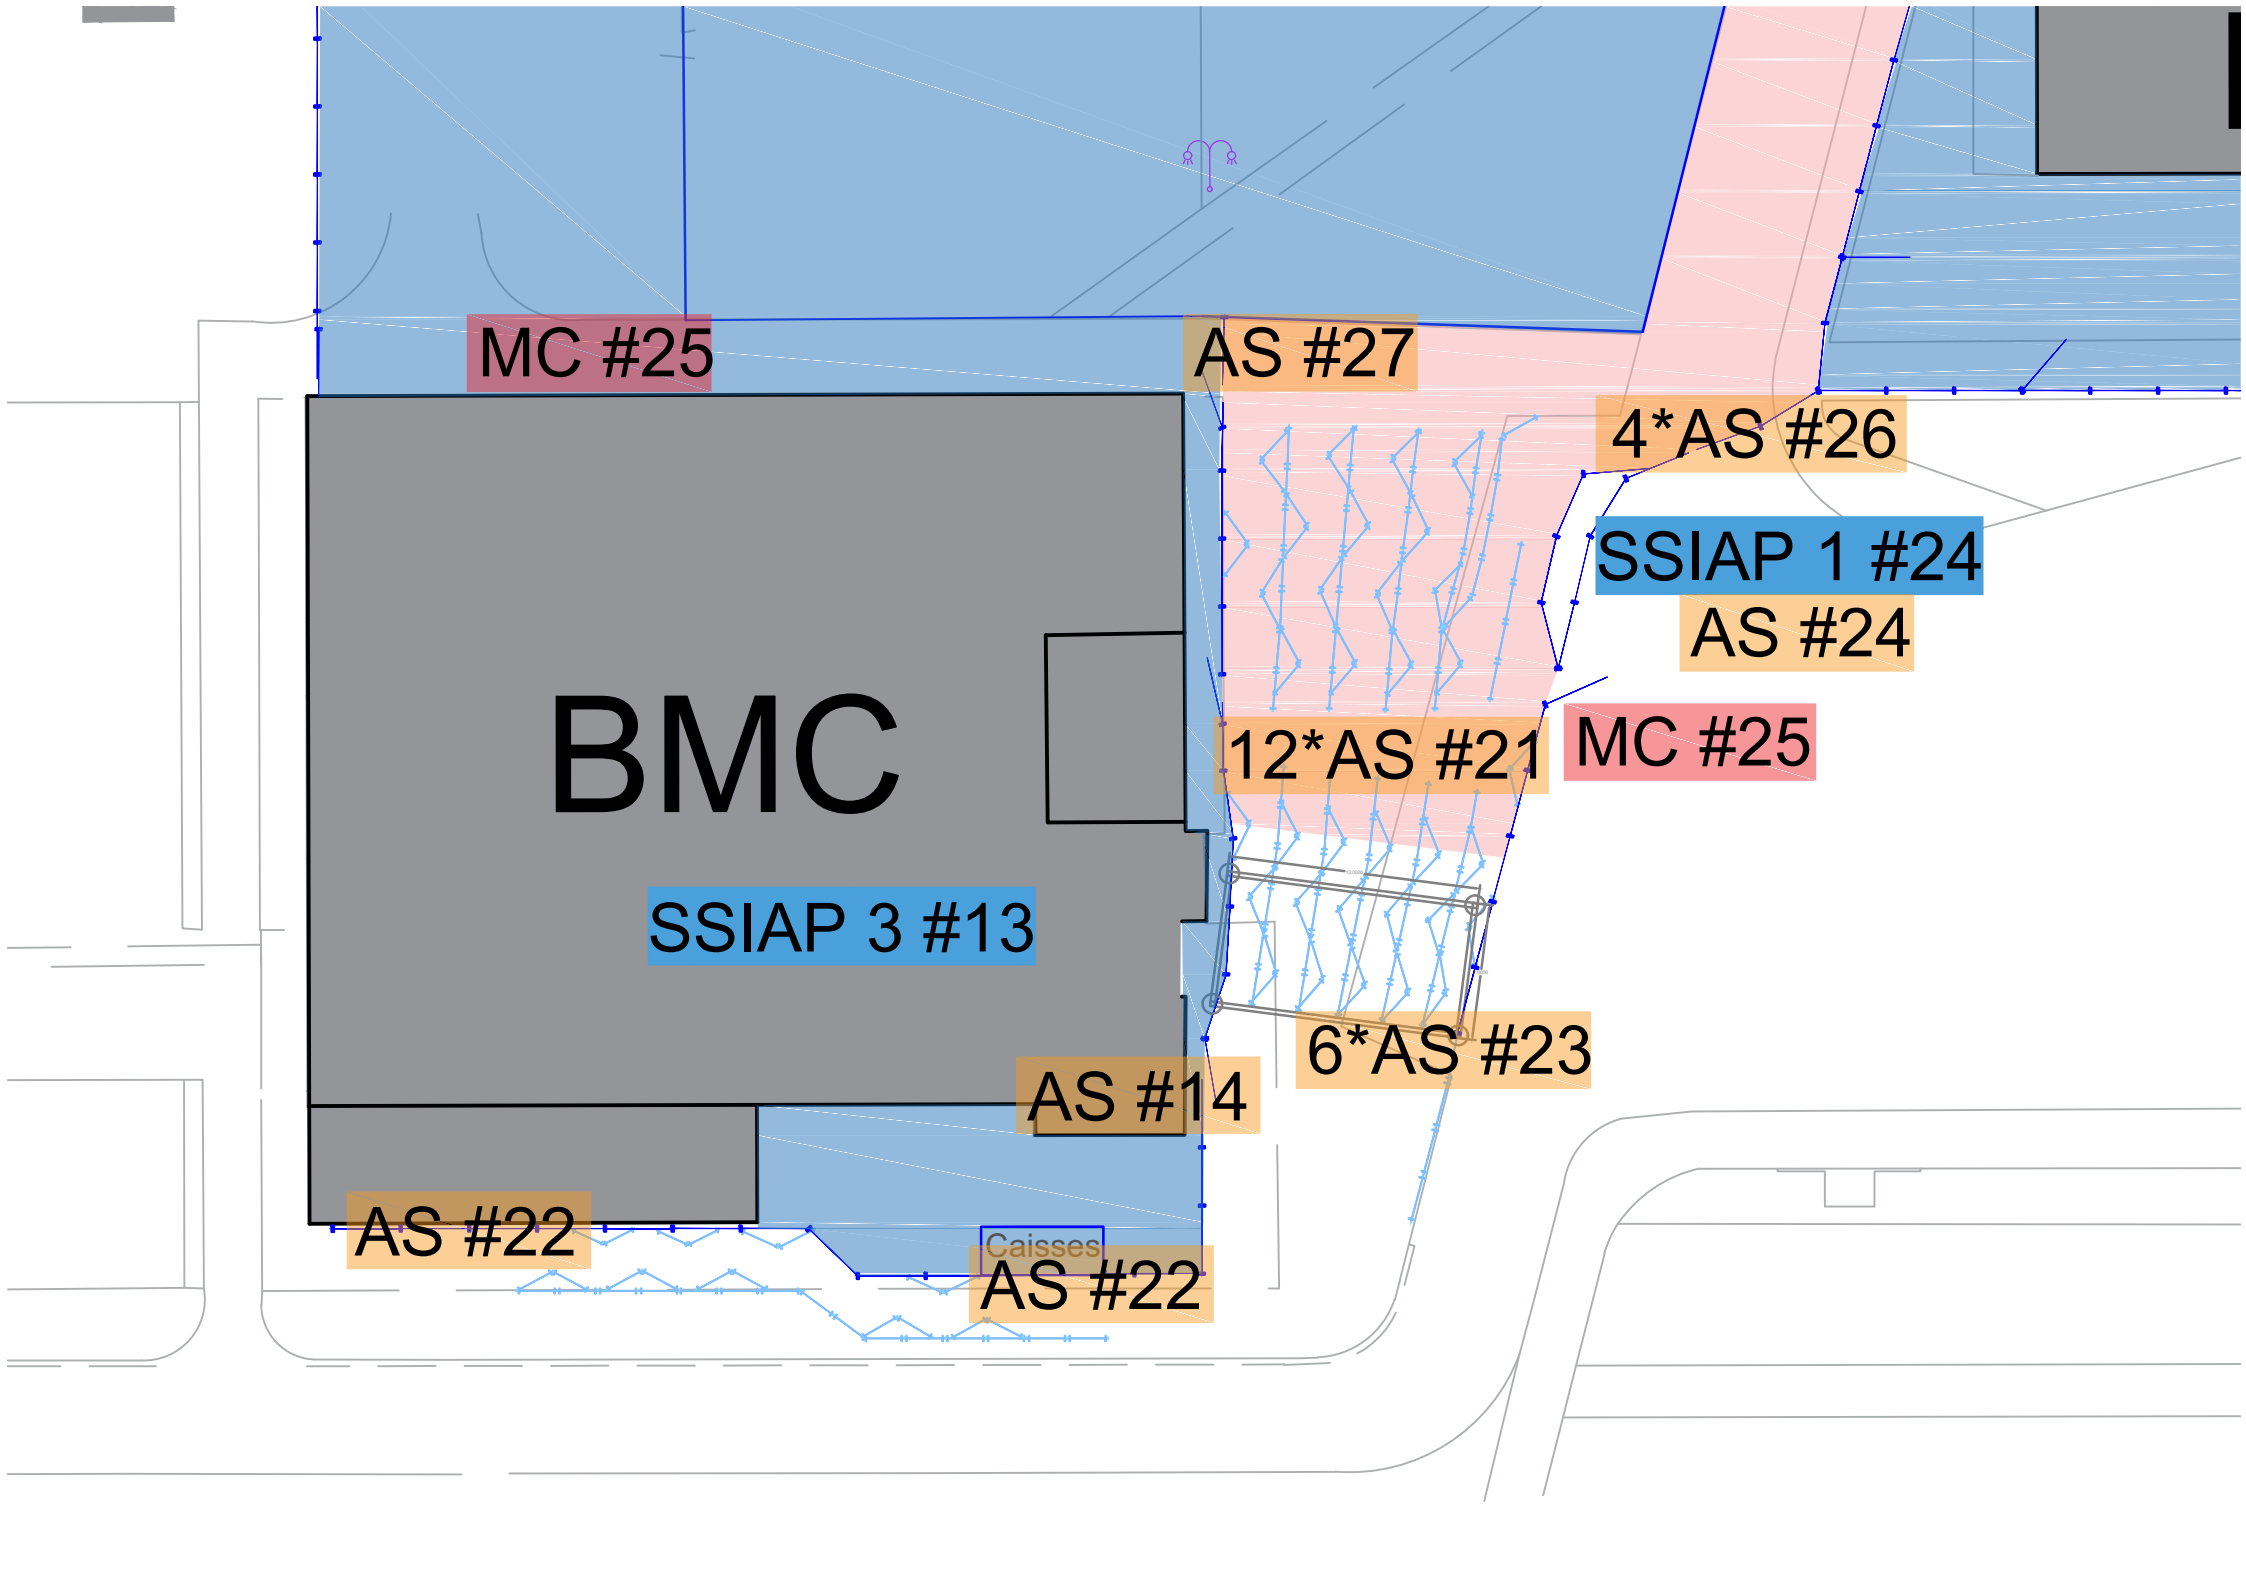 MC #25
AS #27
4*AS #26
SSIAP 1 #24
AS #24
BMC
12*AS #21
MC #25
SSIAP 3 #13
6*AS #23
AS #14
AS #22
Caisses
AS #22